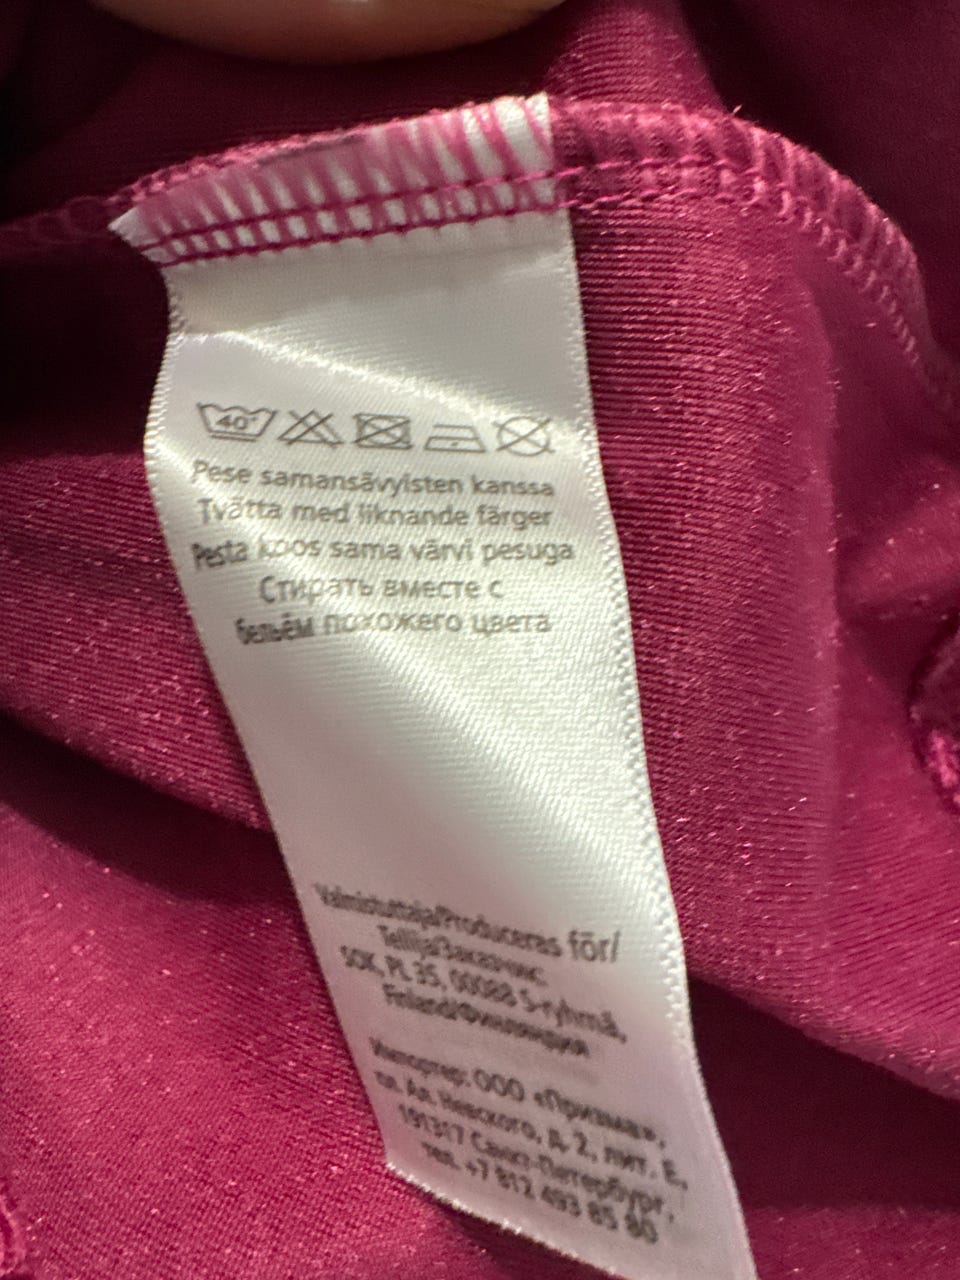 40°
Pese samansävyisten kanssa
Tvätta med liknande färger
Pesta koos sama värvi pesuga
Стирать вместе с
бельём похожего цвета
Valmistuttaja/Produceras för/
Tellija/Заказчик:
SOK, PL 35, 00088 S-ryhmä,
Finland/Финляндия
Импортер: ООО «Призма»,
пл. Ал. Невского, д. 2, лит. Е,
191317 Санкт-Петербург,
тел. +7 812 493 85 80